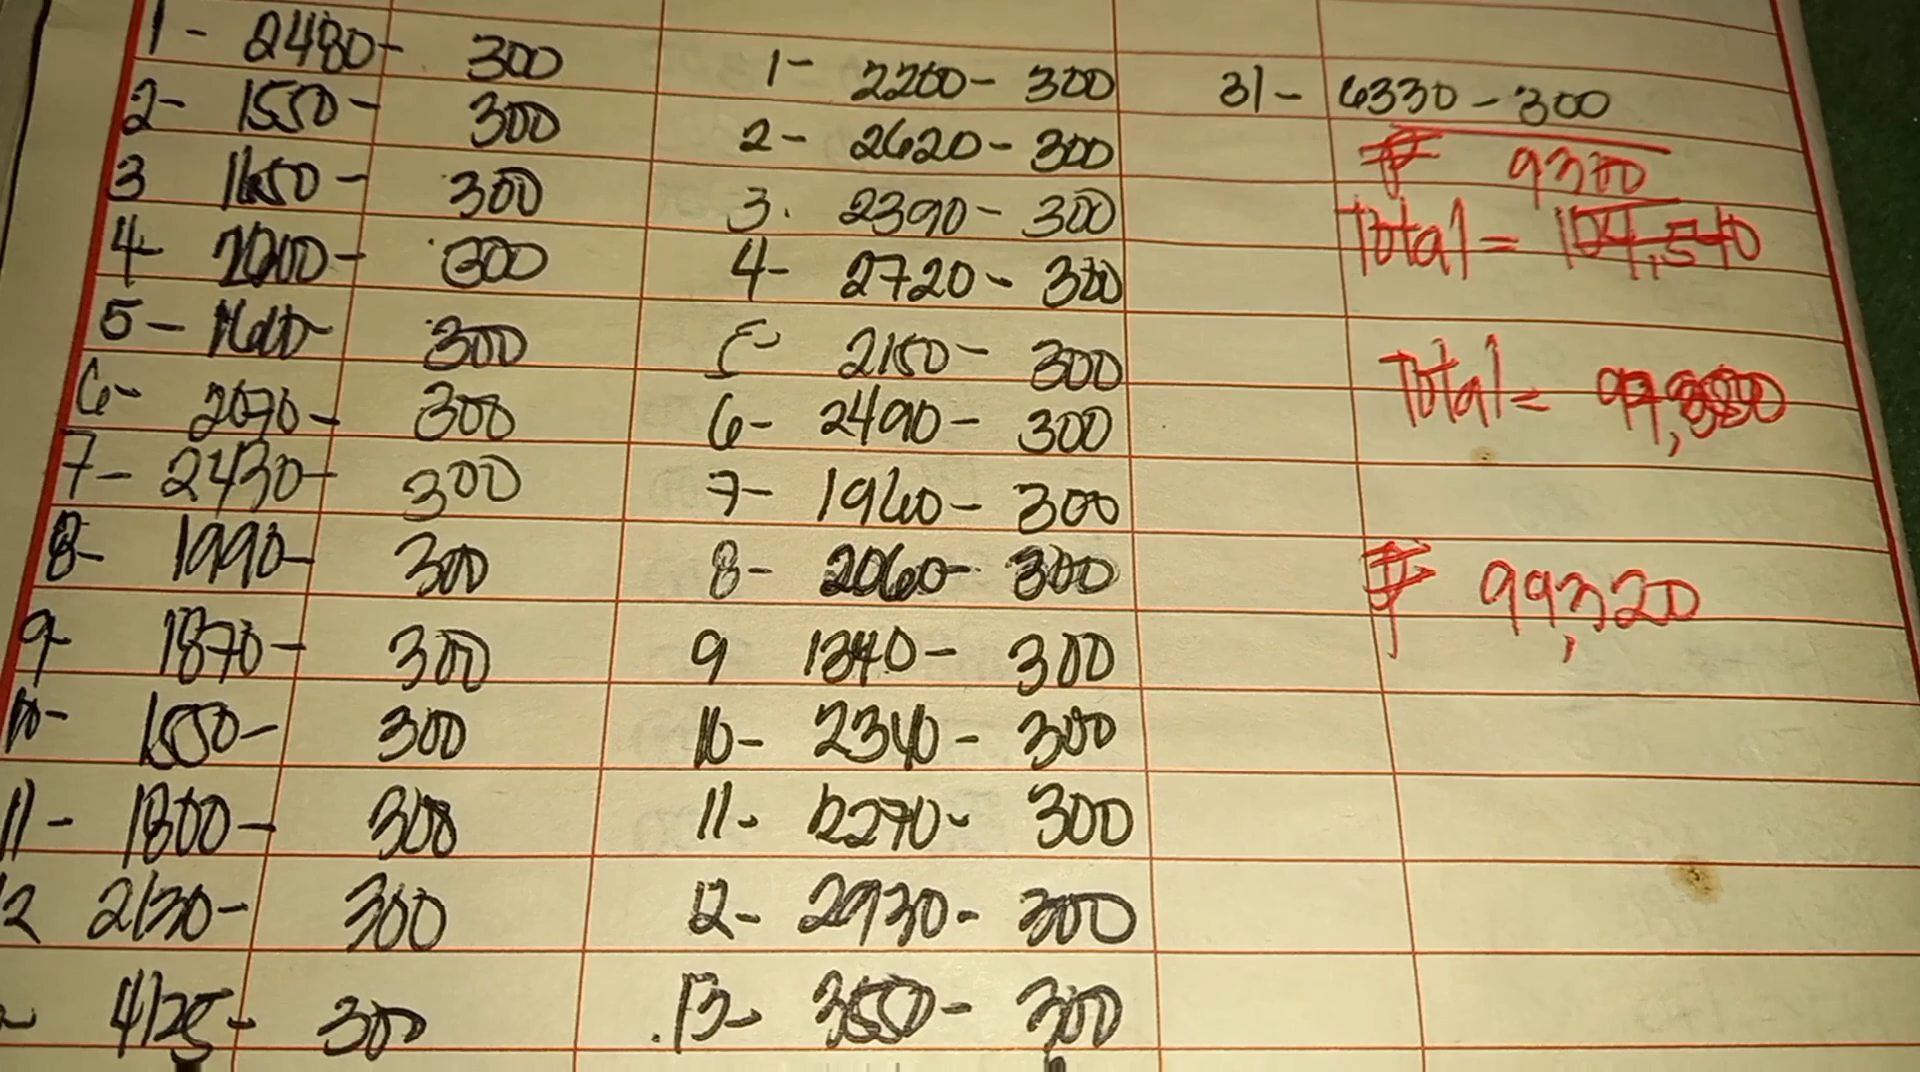 1 - 2480 - 300
2 - 1550 - 300
3 1650 - 300
4 - 2000 - 300
5 - 300
6 - 2070 - 300
7 - 2430 - 300
8 - 1990 - 300
9 - 1870 - 300
10 - 1550 - 300
11 - 1800 - 300
12 2130 - 300
- 4125 - 300
1 - 2200 - 300
2 - 2620 - 300
3. 2390 - 300
4 - 2720 - 300
5 - 2150 - 300
6 - 2490 - 300
7 - 1960 - 300
8 - 2060 - 300
9 1340 - 300
10 - 2340 - 300
11 - 2270 - 300
12 - 2930 - 300
13 - 3550 - 300
31 - 6330 - 300
₱ 9300
Total = 104,540
Total =
₱ 99,320